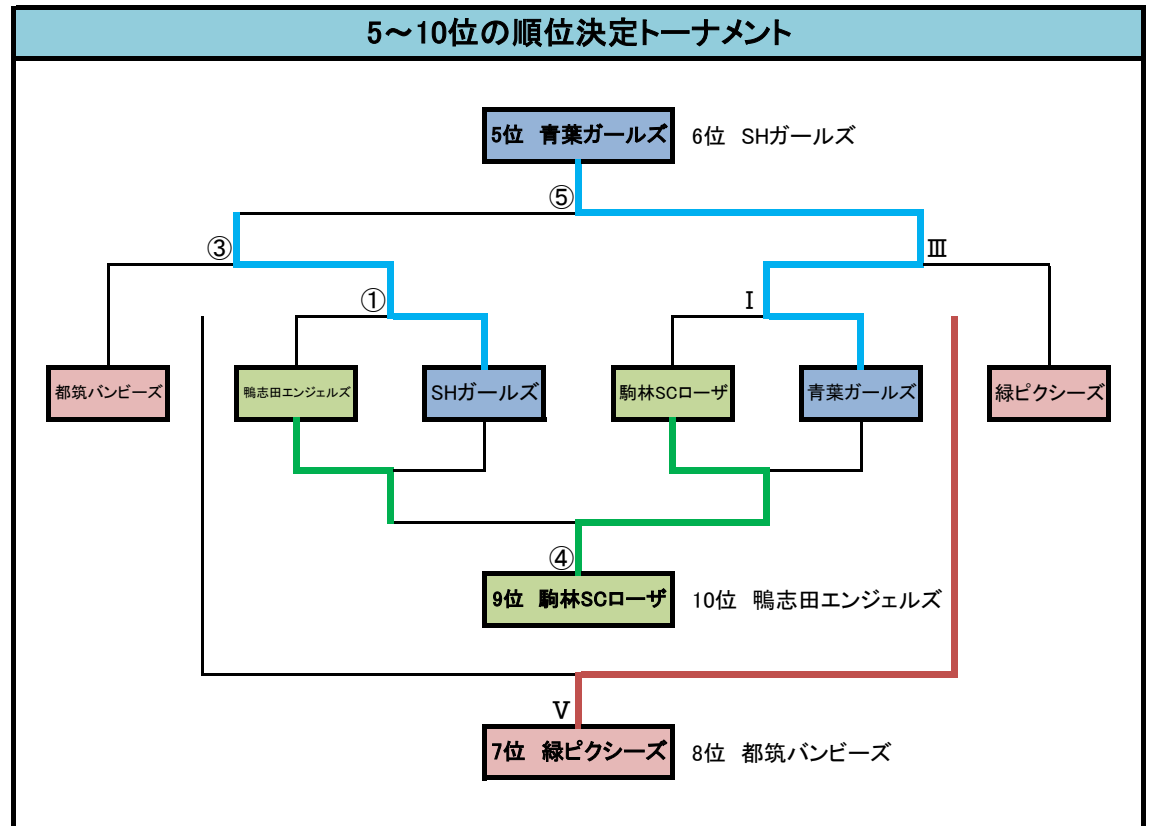 5～10位の順位決定トーナメント
5位 青葉ガールズ
6位 SHガールズ
⑤
③
Ⅲ
①
Ⅰ
都筑バンビーズ
鴨志田エンジェルズ
SHガールズ
駒林SCローザ
青葉ガールズ
緑ピクシーズ
④
9位 駒林SCローザ
10位 鴨志田エンジェルズ
Ⅴ
7位 緑ピクシーズ
8位 都筑バンビーズ